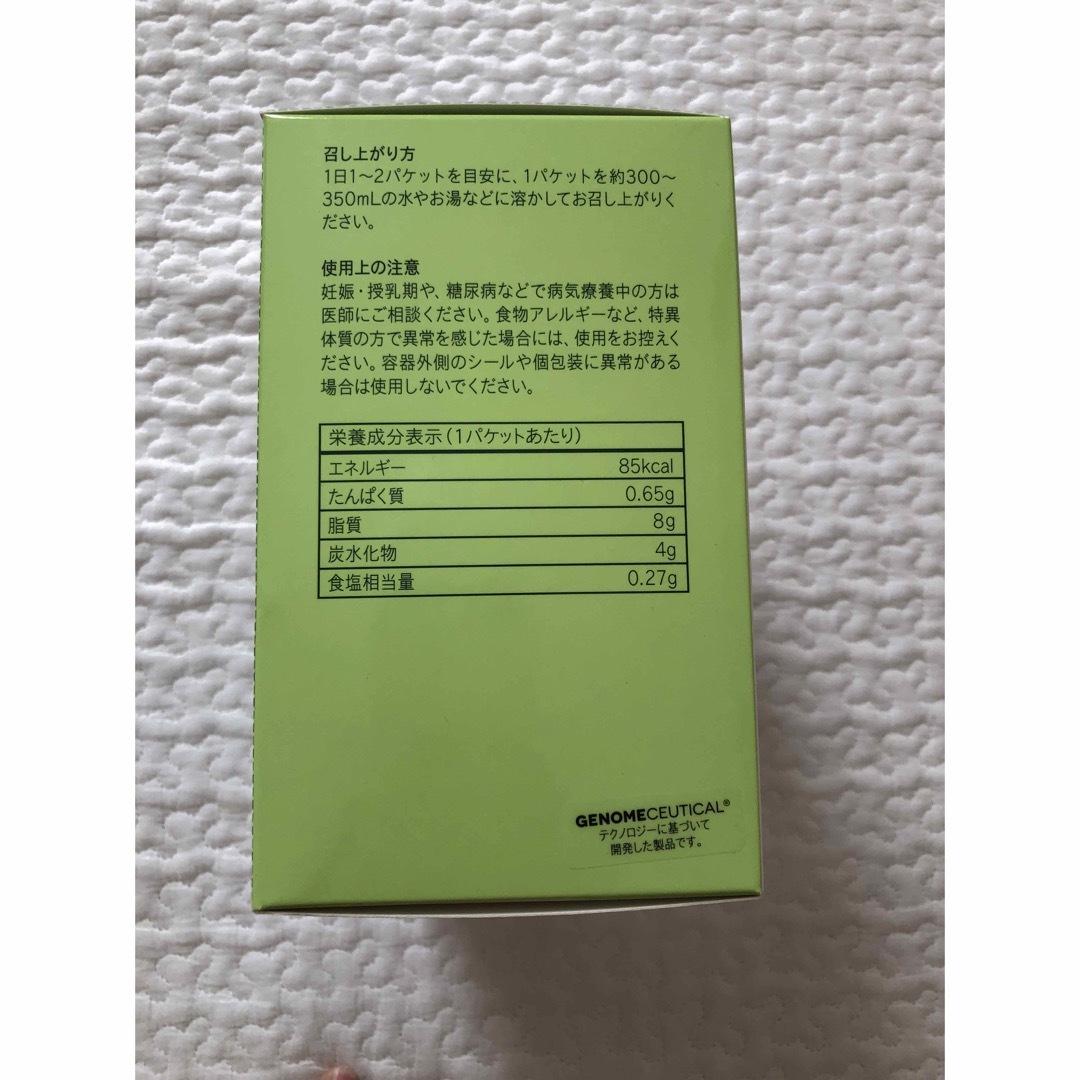 召し上がり方
1日1～2パケットを目安に、1パケットを約300～
350mLの水やお湯などに溶かしてお召し上がりく
ださい。
使用上の注意
妊娠・授乳期や、糖尿病などで病気療養中の方は
医師にご相談ください。食物アレルギーなど、特異
体質の方で異常を感じた場合には、使用をお控えく
ださい。容器外側のシールや個包装に異常がある
場合は使用しないでください。
栄養成分表示（1パケットあたり）
エネルギー 85kcal
たんぱく質 0.65g
脂質 8g
炭水化物 4g
食塩相当量 0.27g
GENOMECEUTICAL®
テクノロジーに基づいて
開発した製品です。